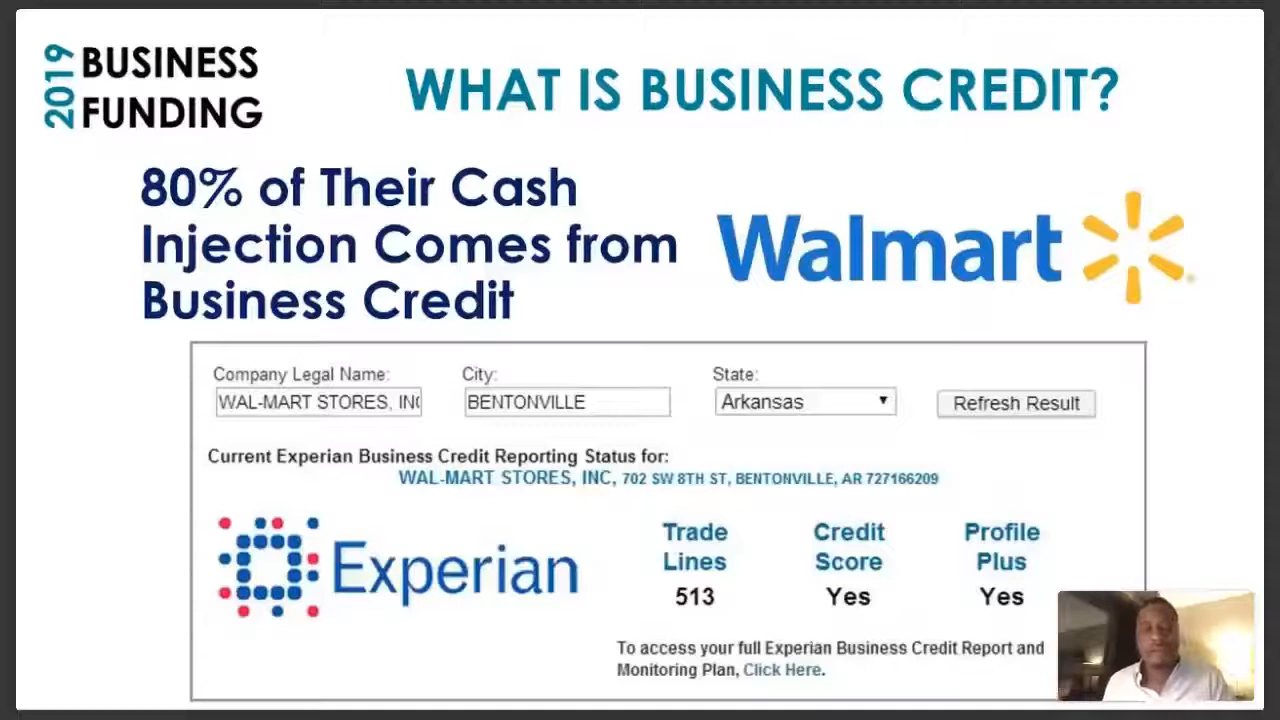 2019
BUSINESS
FUNDING
WHAT IS BUSINESS CREDIT?
80% of Their Cash
Injection Comes from
Business Credit
Walmart
Company Legal Name:
City:
State:
WAL-MART STORES, IN
BENTONVILLE
Arkansas
Refresh Result
Current Experian Business Credit Reporting Status for:
WAL-MART STORES, INC, 702 SW 8TH ST, BENTONVILLE, AR 727166209
Experian
Trade
Lines
Credit
Score
Profile
Plus
513
Yes
Yes
To access your full Experian Business Credit Report and
Monitoring Plan, Click Here.